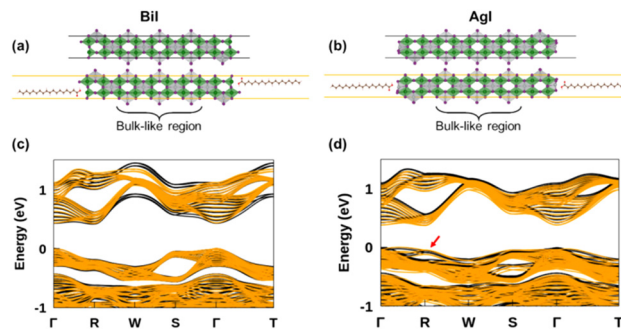 BiI
AgI
(a)
(b)
Bulk-like region
Bulk-like region
(c)
(d)
Energy (eV)
1
0
-1
Γ R W S Γ T
Energy (eV)
1
0
-1
Γ R W S Γ T